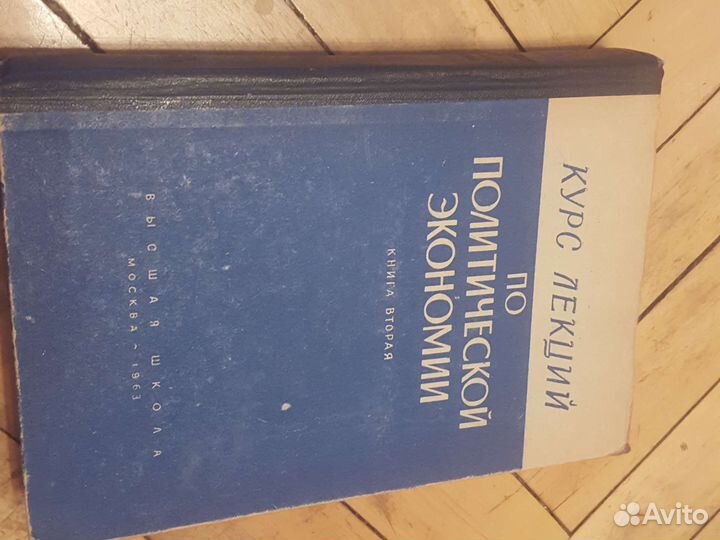 КУРС ЛЕКЦИЙ
ПО
ПОЛИТИЧЕСКОЙ
ЭКОНОМИИ
КНИГА ВТОРАЯ
ВЫСШАЯ ШКОЛА
МОСКВА ~ 1963
Avito